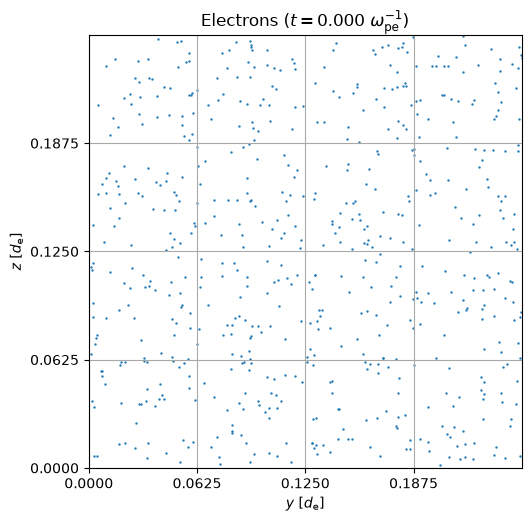 Electrons (t = 0.000 ω_pe^−1)
0.1875
0.1250
z [d_e]
0.0625
0.0000
0.0000 0.0625 0.1250 0.1875
y [d_e]